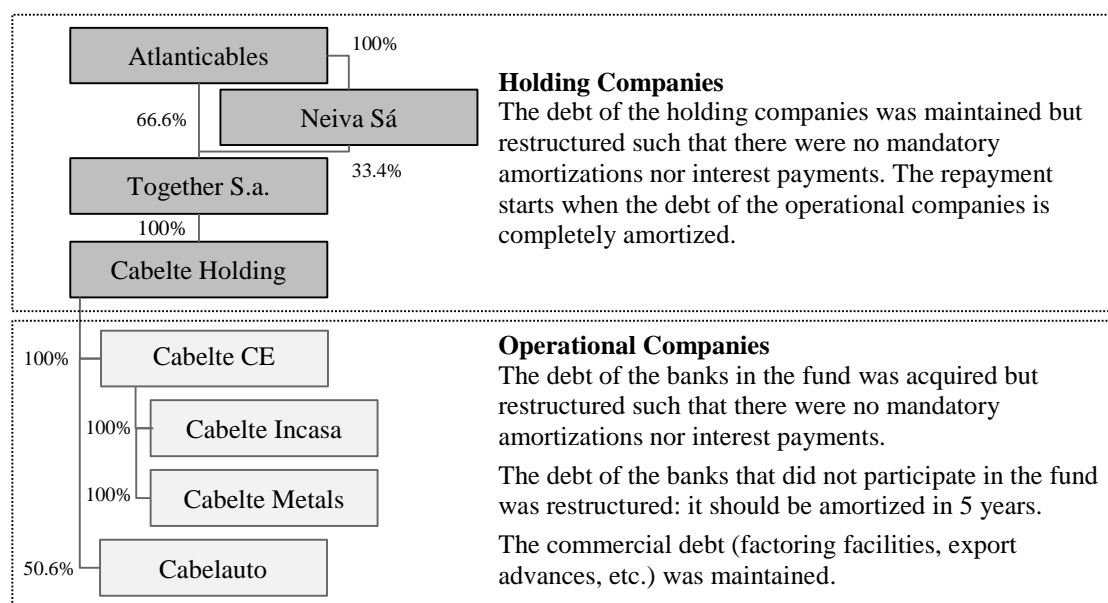 Atlanticables
100%
Neiva Sá
66.6%
33.4%
Together S.a.
100%
Cabelte Holding
Holding Companies
The debt of the holding companies was maintained but
restructured such that there were no mandatory
amortizations nor interest payments. The repayment
starts when the debt of the operational companies is
completely amortized.
100%
Cabelte CE
100%
Cabelte Incasa
100%
Cabelte Metals
50.6%
Cabelauto
Operational Companies
The debt of the banks in the fund was acquired but
restructured such that there were no mandatory
amortizations nor interest payments.
The debt of the banks that did not participate in the fund
was restructured: it should be amortized in 5 years.
The commercial debt (factoring facilities, export
advances, etc.) was maintained.